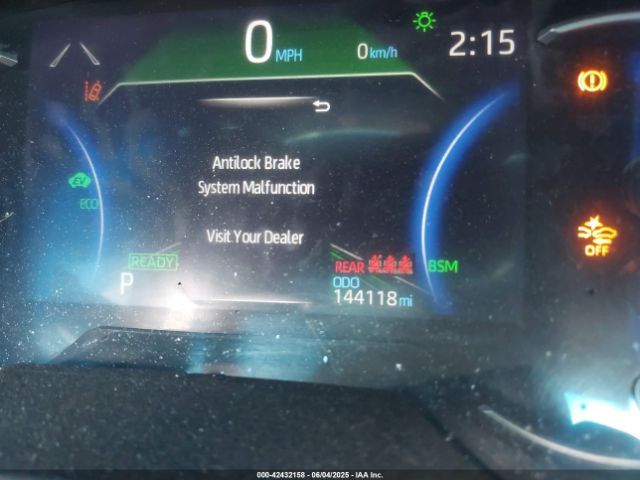 0 MPH 0 km/h 2:15
Antilock Brake
System Malfunction
EV
ECO
Visit Your Dealer
READY
REAR
BSM
P
ODO
144118 mi
OFF
000-42432158 - 06/04/2025 - IAA Inc.